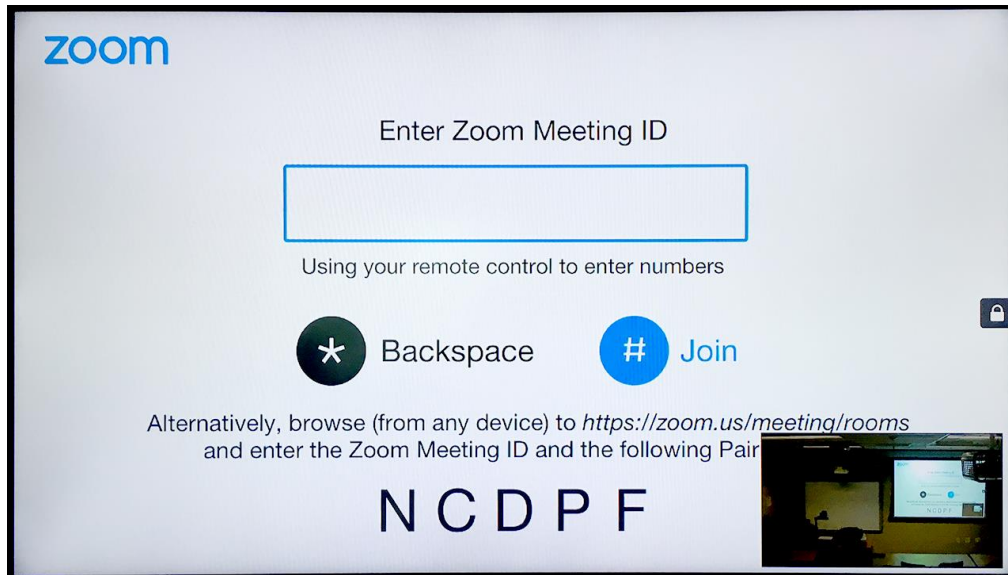 zoom
Enter Zoom Meeting ID
Using your remote control to enter numbers
* Backspace
# Join
Alternatively, browse (from any device) to https://zoom.us/meeting/rooms
and enter the Zoom Meeting ID and the following Pair
N C D P F
NCDPF